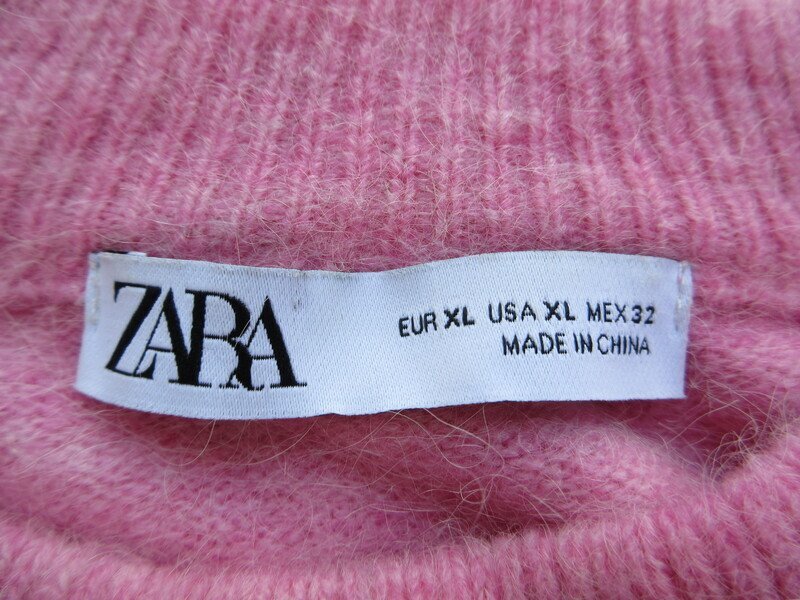 ZARA
EUR XL USA XL MEX 32
MADE IN CHINA